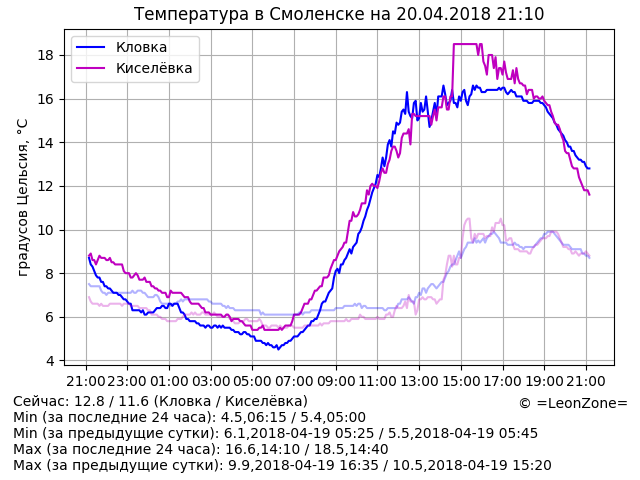 Температура в Смоленске на 20.04.2018 21:10
Кловка
Киселёвка
градусов Цельсия, °C
18
16
14
12
10
8
6
4
21:00 23:00 01:00 03:00 05:00 07:00 09:00 11:00 13:00 15:00 17:00 19:00 21:00
Сейчас: 12.8 / 11.6 (Кловка / Киселёвка)
© =LeonZone=
Min (за последние 24 часа): 4.5,06:15 / 5.4,05:00
Min (за предыдущие сутки): 6.1,2018-04-19 05:25 / 5.5,2018-04-19 05:45
Max (за последние 24 часа): 16.6,14:10 / 18.5,14:40
Max (за предыдущие сутки): 9.9,2018-04-19 16:35 / 10.5,2018-04-19 15:20